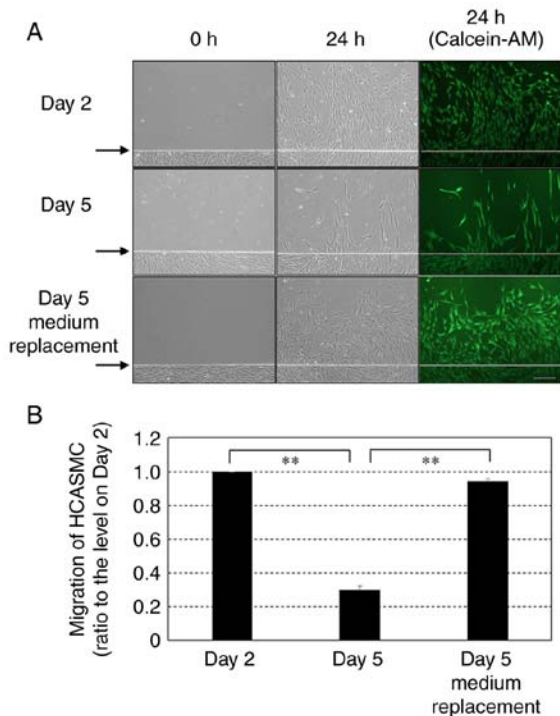 A
0 h
24 h
24 h
(Calcein-AM)
Day 2
Day 5
Day 5
medium
replacement
B
Migration of HCASMC
(ratio to the level on Day 2)
1.2
1.0
0.8
0.6
0.4
0.2
0
**
**
Day 2
Day 5
Day 5
medium
replacement